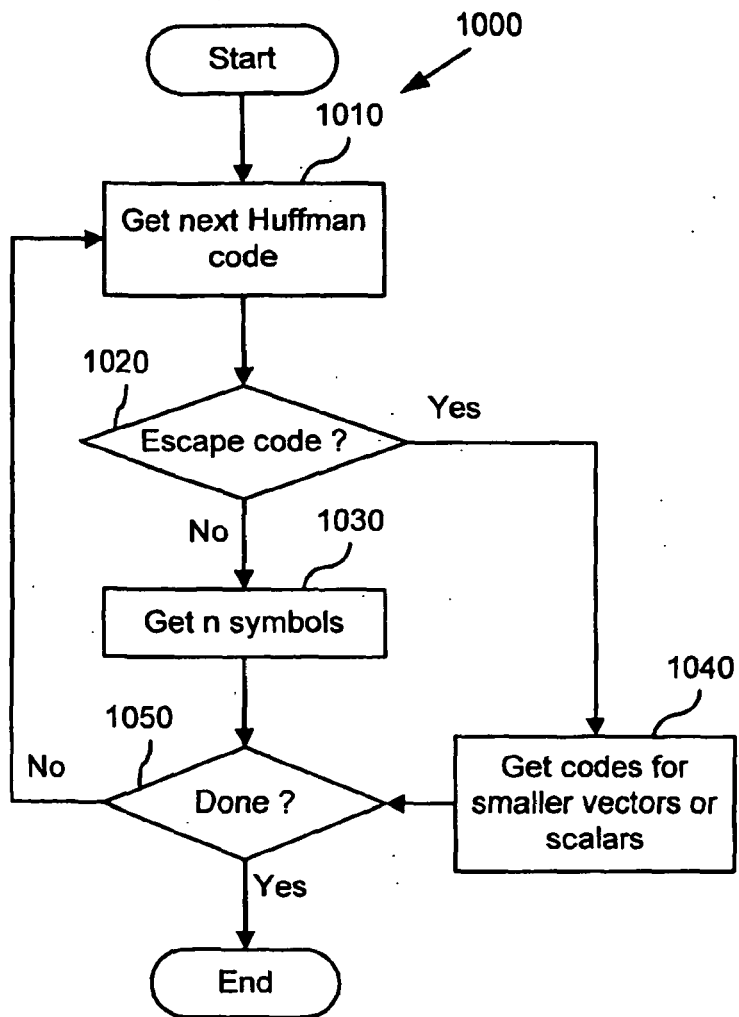 1000
Start
1010
Get next Huffman
code
1020
Escape code ?
Yes
No
1030
Get n symbols
1040
1050
No
Done ?
Get codes for
smaller vectors or
scalars
Yes
End